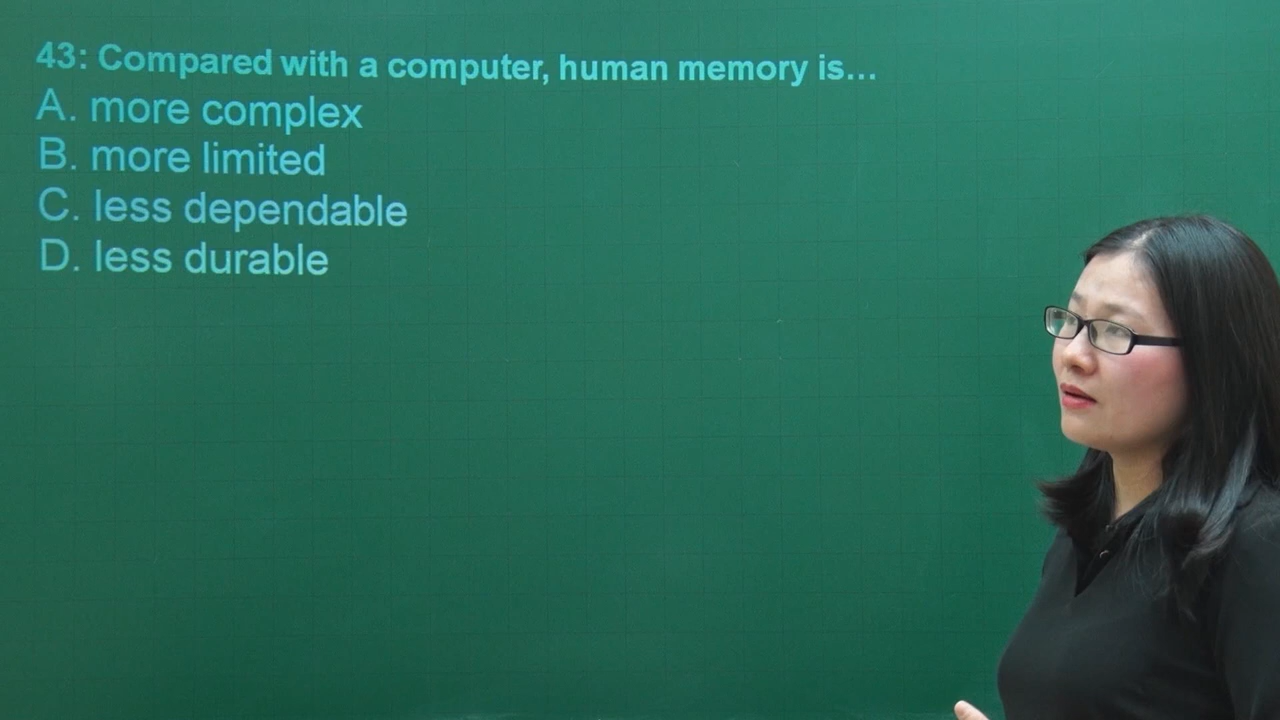 43: Compared with a computer, human memory is...
A. more complex
B. more limited
C. less dependable
D. less durable